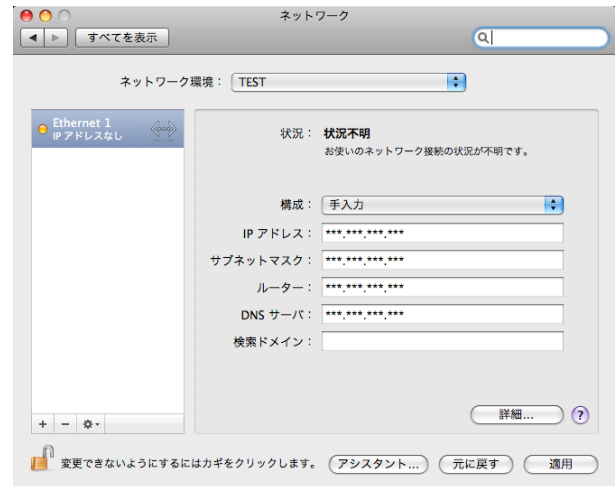 ネットワーク
すべてを表示
ネットワーク環境： TEST
Ethernet 1
IP アドレスなし
状況： 状況不明
お使いのネットワーク接続の状況が不明です。
構成： 手入力
IP アドレス： ***.***.***.***
サブネットマスク： ***.***.***.***
ルーター： ***.***.***.***
DNS サーバ： ***.***.***.***
検索ドメイン：
詳細... ?
+ −
変更できないようにするにはカギをクリックします。 アシスタント... 元に戻す 適用